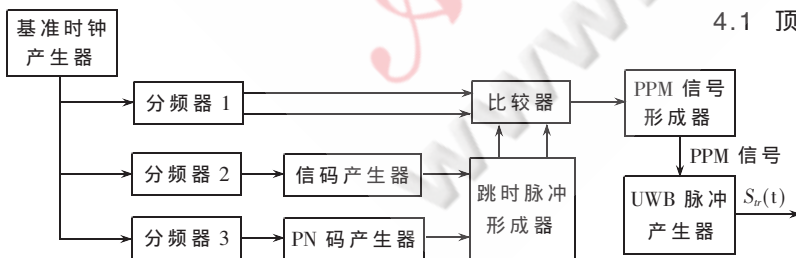 4.1 顶
基准时钟
产生器
分频器 1
比较器
PPM 信号
形成器
PPM 信号
分频器 2
信码产生器
跳时脉冲
形成器
UWB 脉冲
产生器
Str(t)
分频器 3
PN 码产生器
www